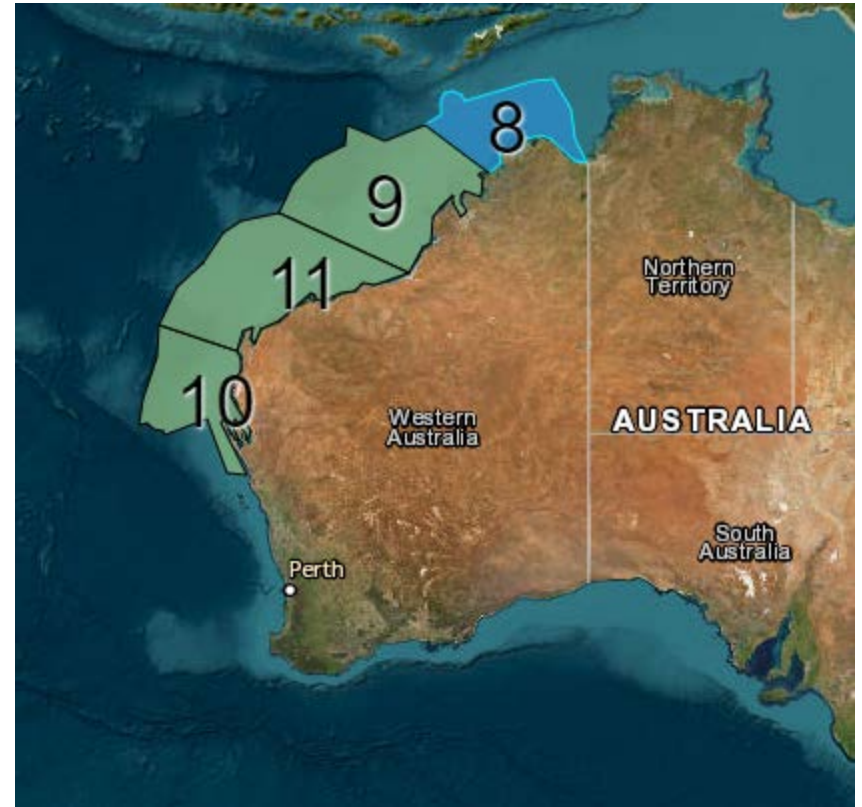 8
9
11
10
Northern
Territory
Western
Australia
AUSTRALIA
South
Australia
Perth